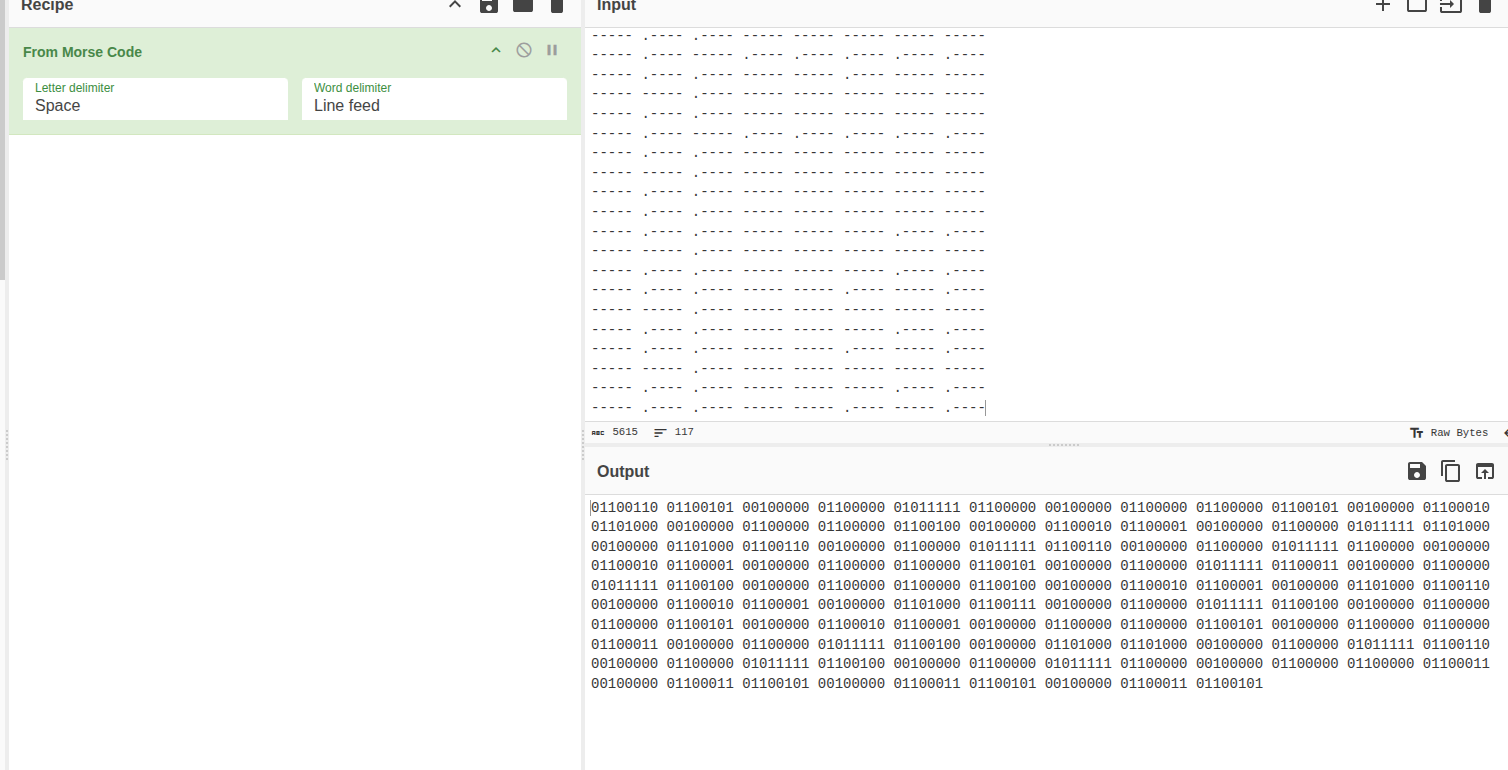 Recipe
Input
From Morse Code
Letter delimiter
Space
Word delimiter
Line feed
----- .---- .---- ----- ----- ----- ----- -----
----- .---- ----- .---- .---- .---- .---- .----
----- .---- .---- ----- ----- .---- ----- -----
----- ----- .---- ----- ----- ----- ----- -----
----- .---- .---- ----- ----- ----- ----- -----
----- .---- ----- .---- .---- .---- .---- .----
----- .---- .---- ----- ----- ----- ----- -----
----- ----- .---- ----- ----- ----- ----- -----
----- .---- .---- ----- ----- ----- ----- -----
----- .---- .---- ----- ----- ----- ----- -----
----- .---- .---- ----- ----- ----- .---- .----
----- ----- .---- ----- ----- ----- ----- -----
----- .---- .---- ----- ----- ----- .---- .----
----- .---- .---- ----- ----- .---- ----- .----
----- ----- .---- ----- ----- ----- ----- -----
----- .---- .---- ----- ----- ----- .---- .----
----- .---- .---- ----- ----- .---- ----- .----
----- ----- .---- ----- ----- ----- ----- -----
----- .---- .---- ----- ----- ----- .---- .----
----- .---- .---- ----- ----- .---- ----- .----
ABC 5615 117
Raw Bytes
Output
01100110 01100101 00100000 01100000 01011111 01100000 00100000 01100000 01100000 01100101 00100000 01100010
01101000 00100000 01100000 01100000 01100100 00100000 01100010 01100001 00100000 01100000 01011111 01101000
00100000 01101000 01100110 00100000 01100000 01011111 01100110 00100000 01100000 01011111 01100000 00100000
01100010 01100001 00100000 01100000 01100000 01100101 00100000 01100000 01011111 01100011 00100000 01100000
01011111 01100100 00100000 01100000 01100000 01100100 00100000 01100010 01100001 00100000 01101000 01100110
00100000 01100010 01100001 00100000 01101000 01100111 00100000 01100000 01011111 01100100 00100000 01100000
01100000 01100101 00100000 01100010 01100001 00100000 01100000 01100000 01100101 00100000 01100000 01100000
01100011 00100000 01100000 01011111 01100100 00100000 01101000 01101000 00100000 01100000 01011111 01100110
00100000 01100000 01011111 01100100 00100000 01100000 01011111 01100000 00100000 01100000 01100000 01100011
00100000 01100011 01100101 00100000 01100011 01100101 00100000 01100011 01100101